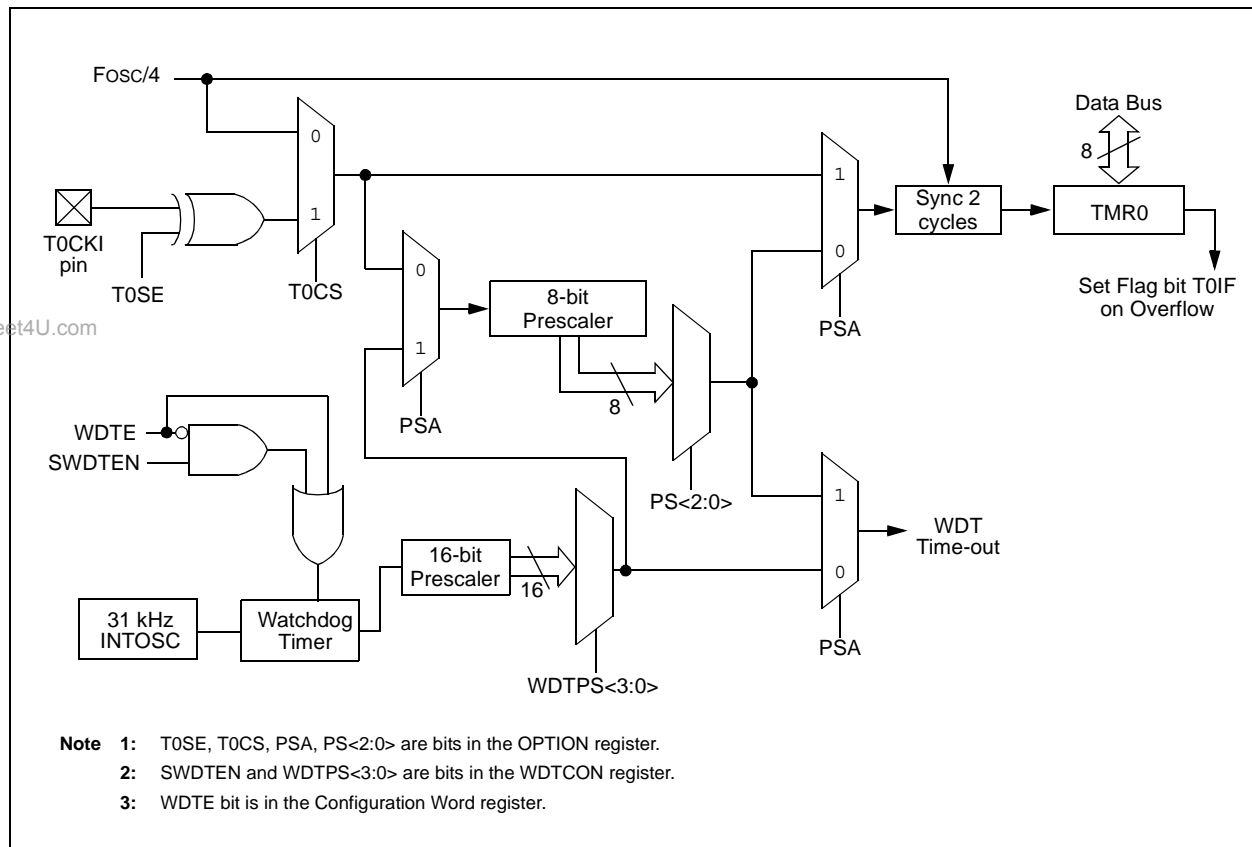 FOSC/4
Data Bus
0
1
8
1
0
T0CKI
pin
T0SE
T0CS
Sync 2
cycles
TMR0
0
1
8-bit
Prescaler
Set Flag bit T0IF
on Overflow
PSA
eet4U.com
8
PSA
WDTE
SWDTEN
PS<2:0>
1
0
WDT
Time-out
16-bit
Prescaler
16
31 kHz
INTOSC
Watchdog
Timer
PSA
WDTPS<3:0>
Note 1: T0SE, T0CS, PSA, PS<2:0> are bits in the OPTION register.
2: SWDTEN and WDTPS<3:0> are bits in the WDTCON register.
3: WDTE bit is in the Configuration Word register.